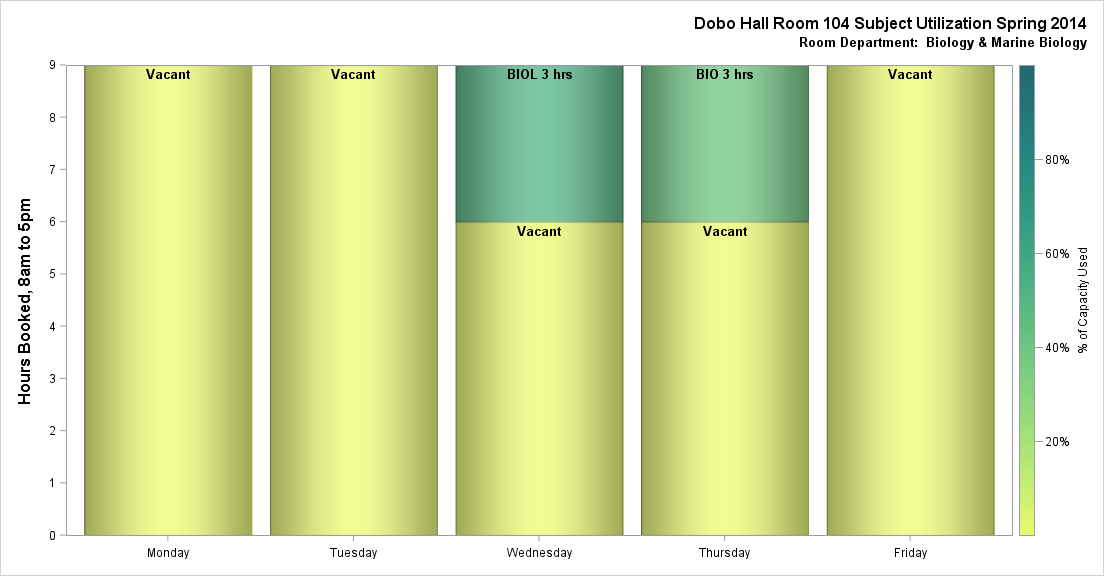 Dobo Hall Room 104 Subject Utilization Spring 2014
Room Department: Biology & Marine Biology
Hours Booked, 8am to 5pm
9
8
7
6
5
4
3
2
1
0
Vacant
Vacant
BIOL 3 hrs
BIO 3 hrs
Vacant
Vacant
Vacant
Monday
Tuesday
Wednesday
Thursday
Friday
80%
60%
40%
20%
% of Capacity Used